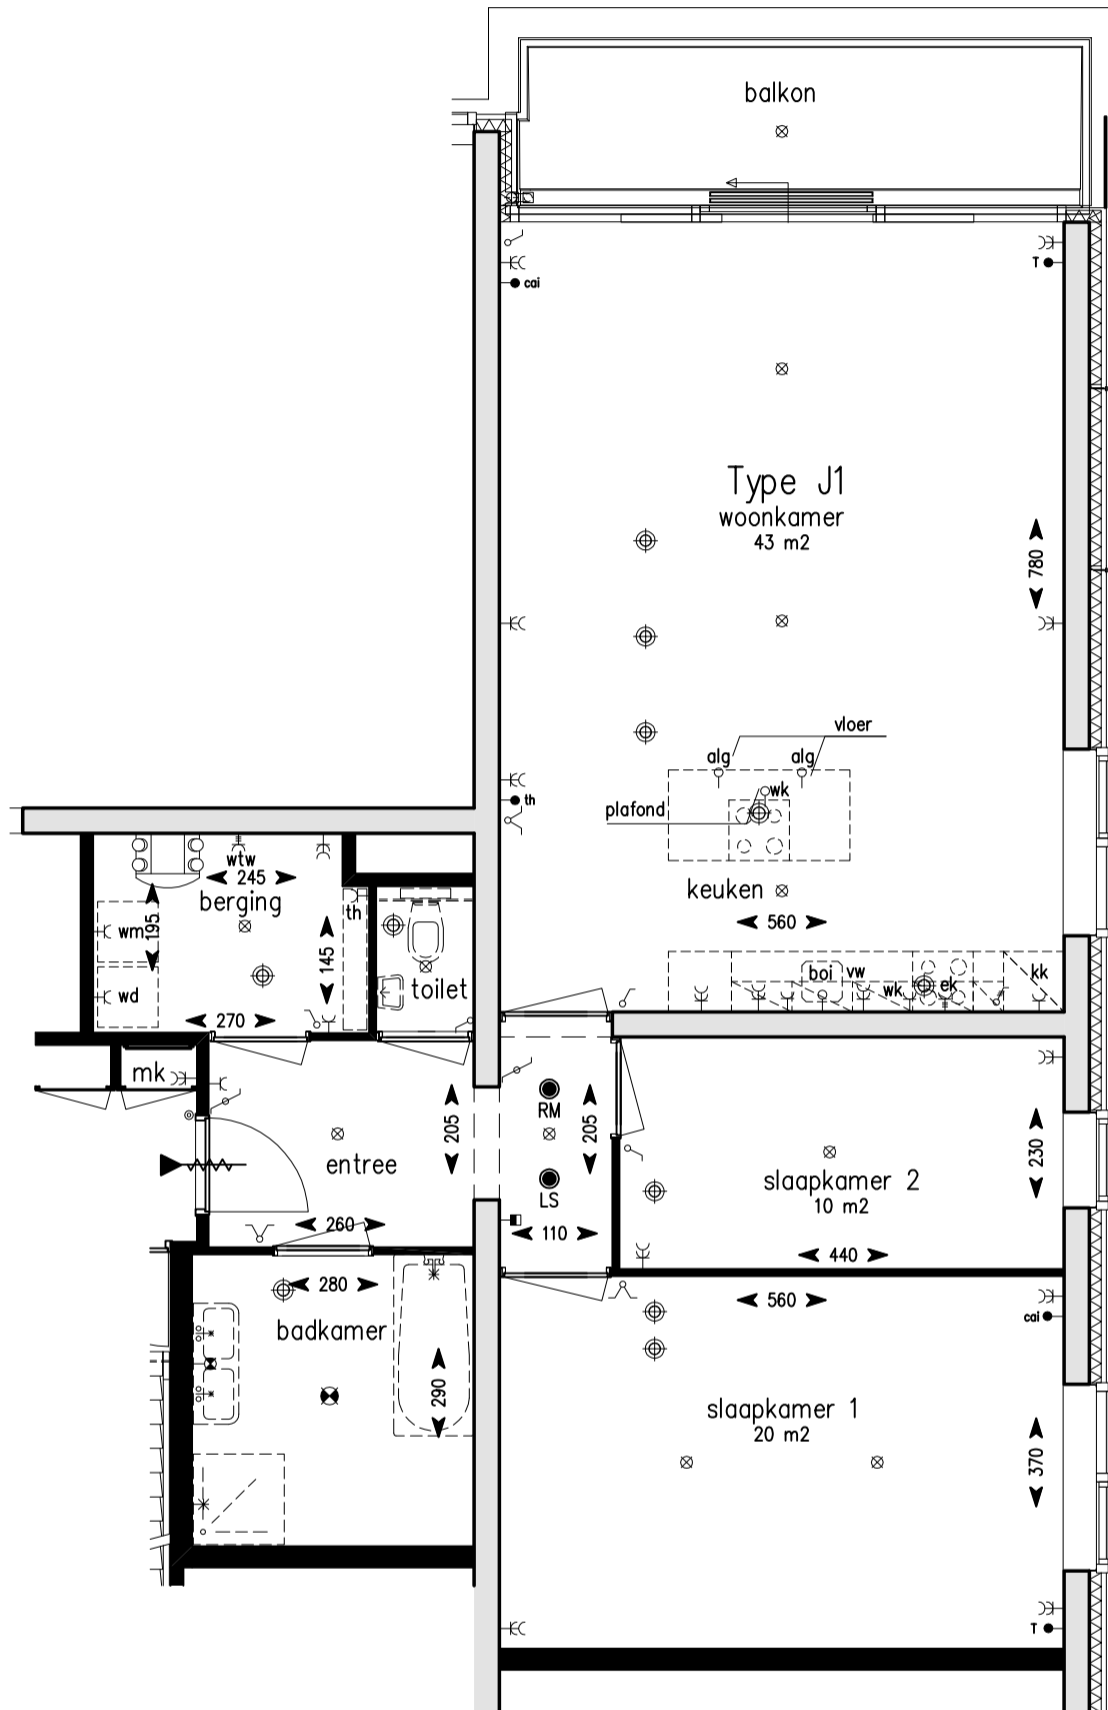 balkon
cai
T
Type J1
woonkamer
43 m2
780
vloer
alg
alg
wk
plafond
th
keuken
560
wtw
245
berging
195
wm
wd
th
145
270
toilet
boi
vw
wk
ek
kk
mk
RM
LS
205
205
entree
260
110
slaapkamer 2
10 m2
230
440
280
badkamer
290
560
cai
slaapkamer 1
20 m2
370
T